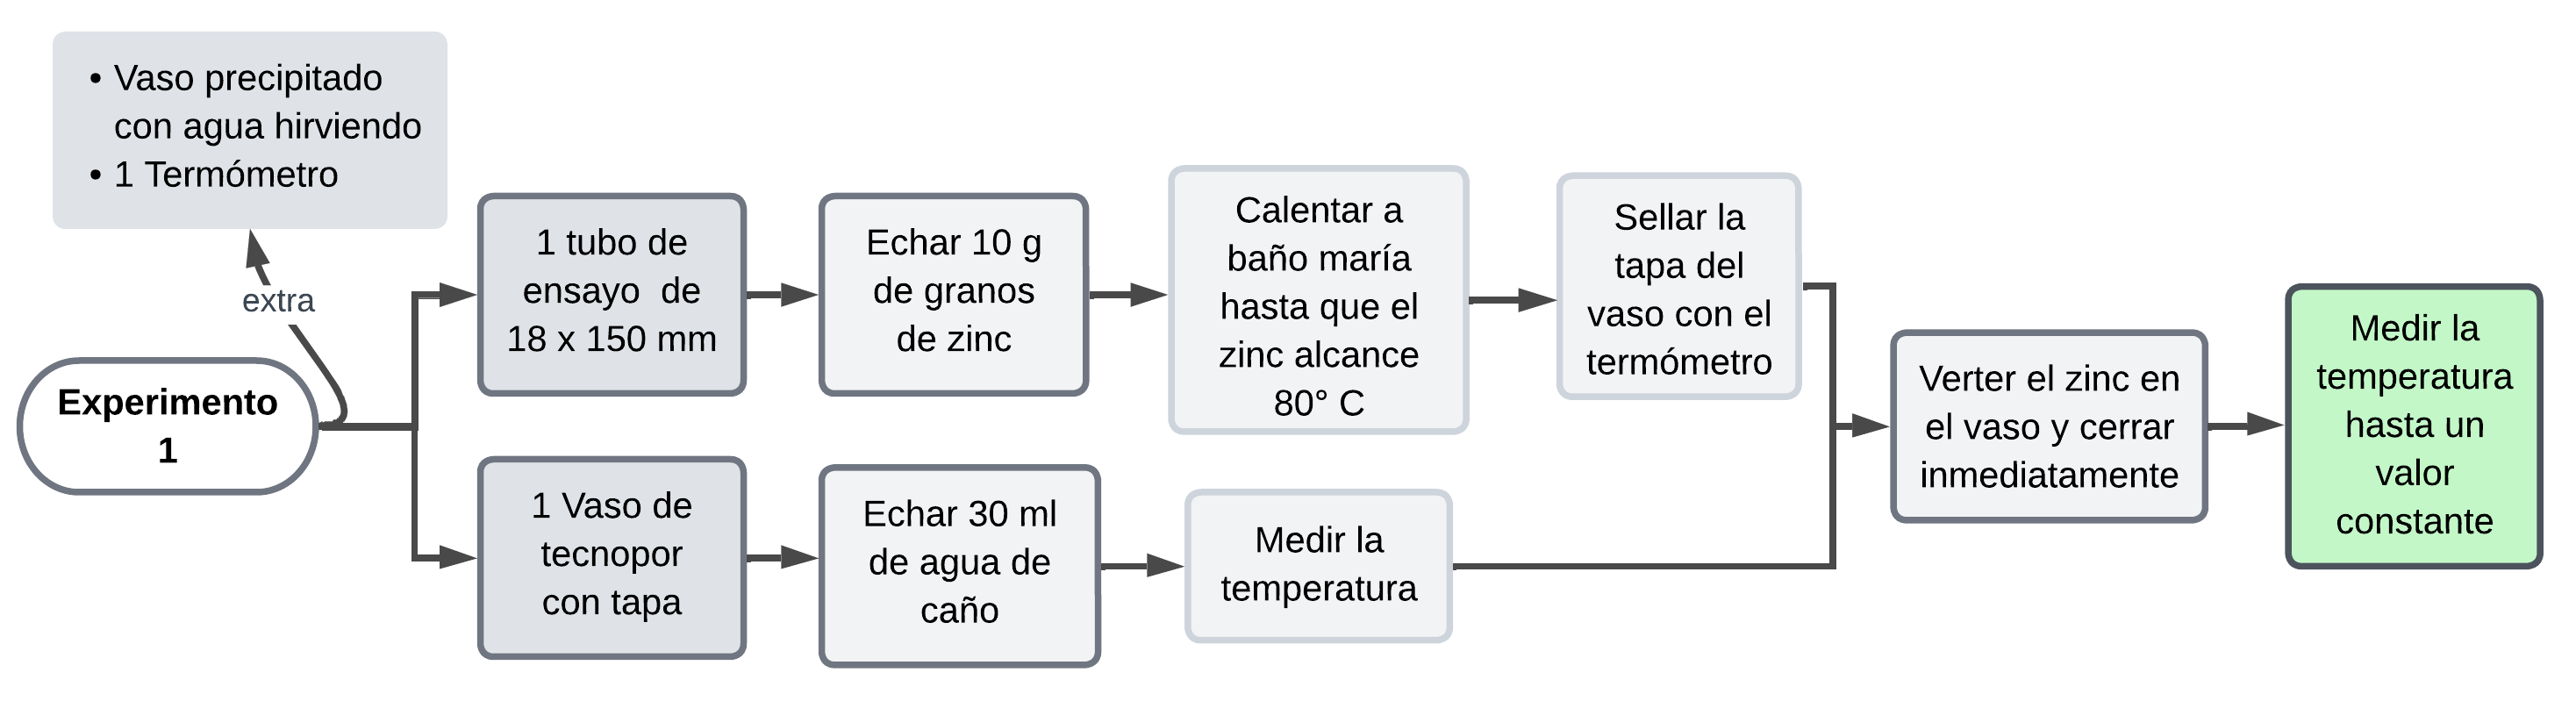 • Vaso precipitado
con agua hirviendo
• 1 Termómetro
extra
Experimento
1
1 tubo de
ensayo  de
18 x 150 mm
Echar 10 g
de granos
de zinc
Calentar a
baño maría
hasta que el
zinc alcance
80° C
Sellar la
tapa del
vaso con el
termómetro
1 Vaso de
tecnopor
con tapa
Echar 30 ml
de agua de
caño
Medir la
temperatura
Verter el zinc en
el vaso y cerrar
inmediatamente
Medir la
temperatura
hasta un
valor
constante